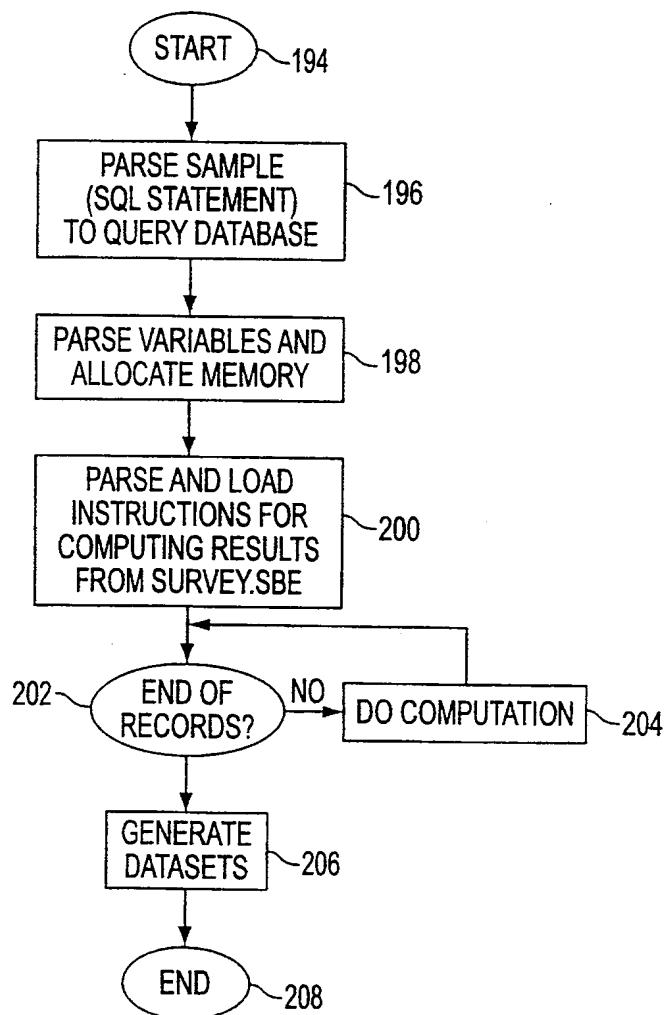 START
194
PARSE SAMPLE
(SQL STATEMENT)
TO QUERY DATABASE
196
PARSE VARIABLES AND
ALLOCATE MEMORY
198
PARSE AND LOAD
INSTRUCTIONS FOR
COMPUTING RESULTS
FROM SURVEY.SBE
200
202
END OF
RECORDS?
NO
DO COMPUTATION
204
GENERATE
DATASETS
206
END
208